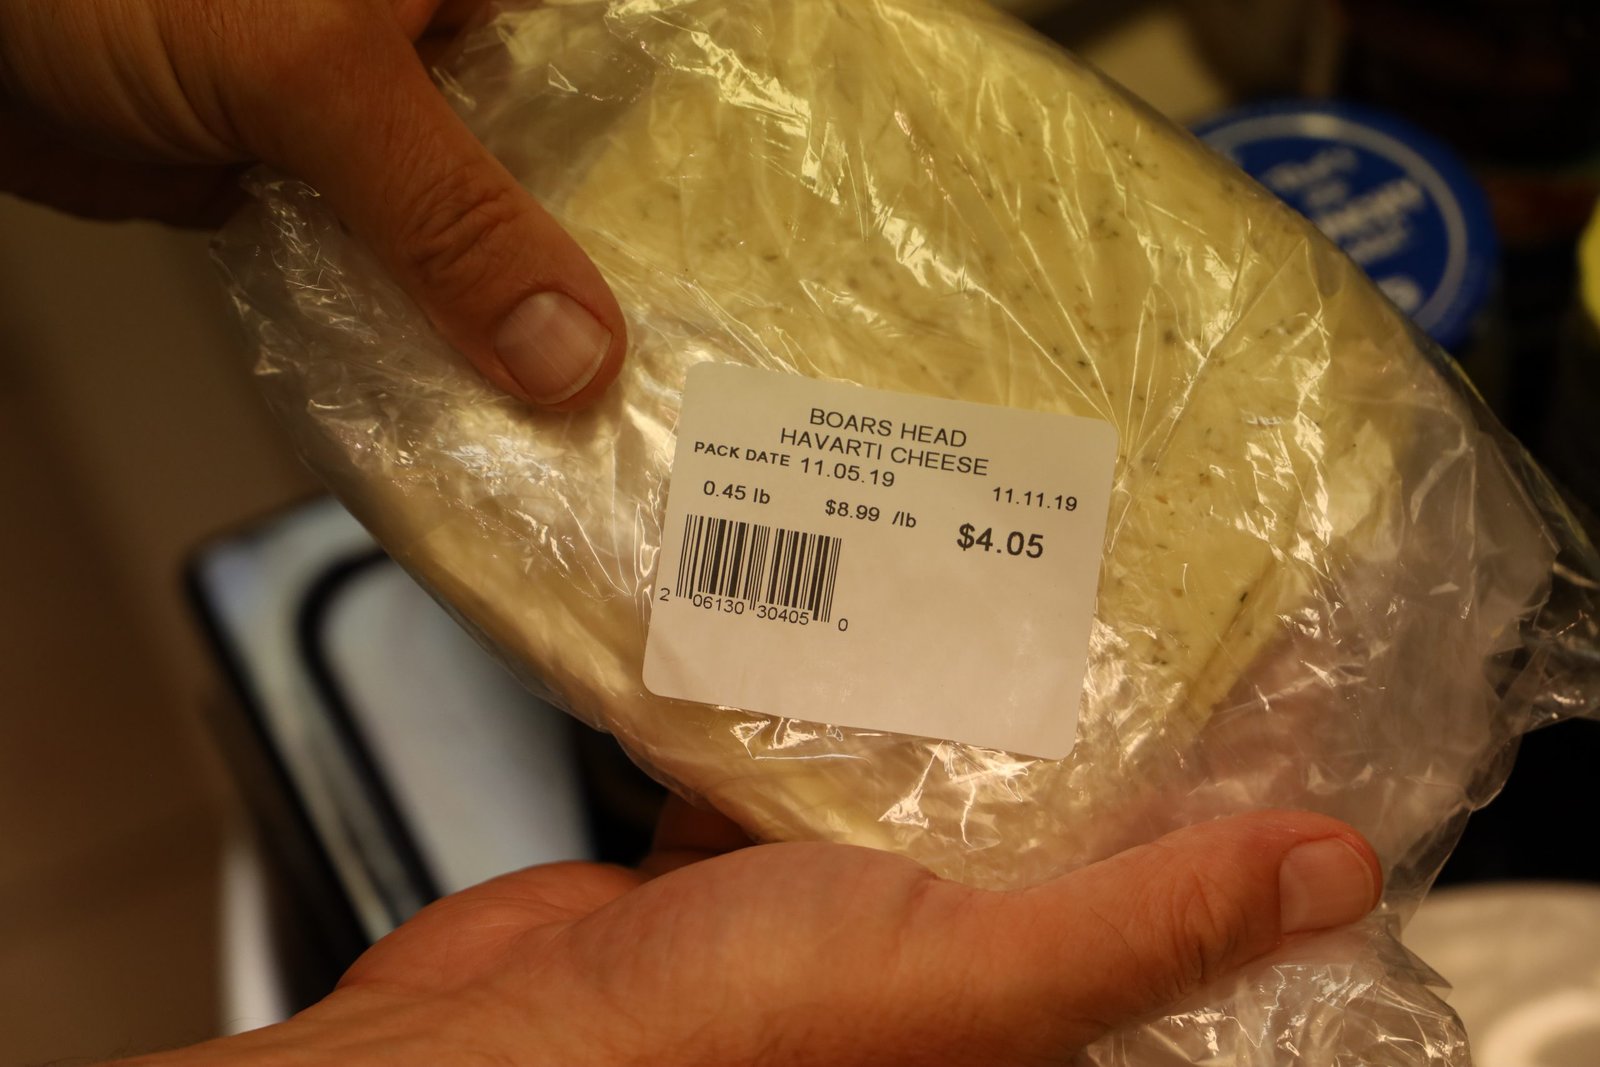 BOARS HEAD
HAVARTI CHEESE
PACK DATE 11.05.19 11.11.19
0.45 lb $8.99 /lb $4.05
2 06130 30405 0